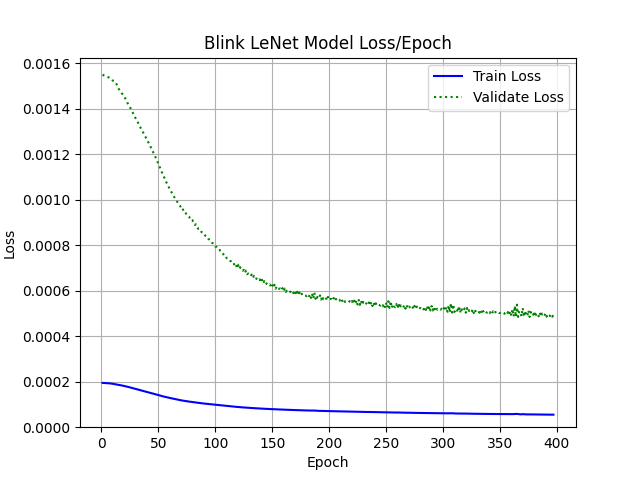 Blink LeNet Model Loss/Epoch
Train Loss
Validate Loss
0.0016
0.0014
0.0012
0.0010
0.0008
0.0006
0.0004
0.0002
0.0000
Loss
0 50 100 150 200 250 300 350 400
Epoch